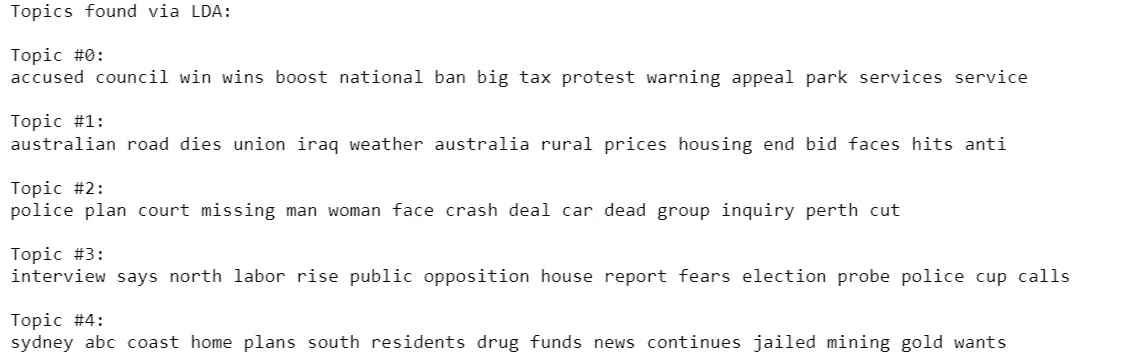 Topics found via LDA:
Topic #0:
accused council win wins boost national ban big tax protest warning appeal park services service
Topic #1:
australian road dies union iraq weather australia rural prices housing end bid faces hits anti
Topic #2:
police plan court missing man woman face crash deal car dead group inquiry perth cut
Topic #3:
interview says north labor rise public opposition house report fears election probe police cup calls
Topic #4:
sydney abc coast home plans south residents drug funds news continues jailed mining gold wants